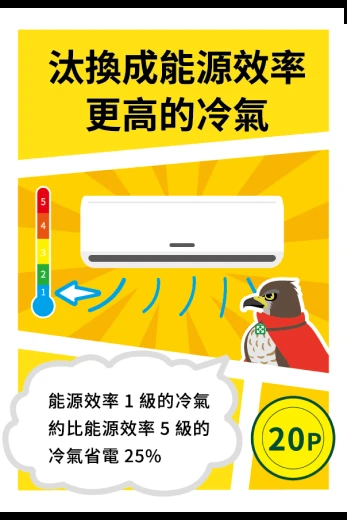 汰換成能源效率
更高的冷氣
5
4
3
2
1
能源效率 1 級的冷氣
約比能源效率 5 級的
冷氣省電 25%
20P